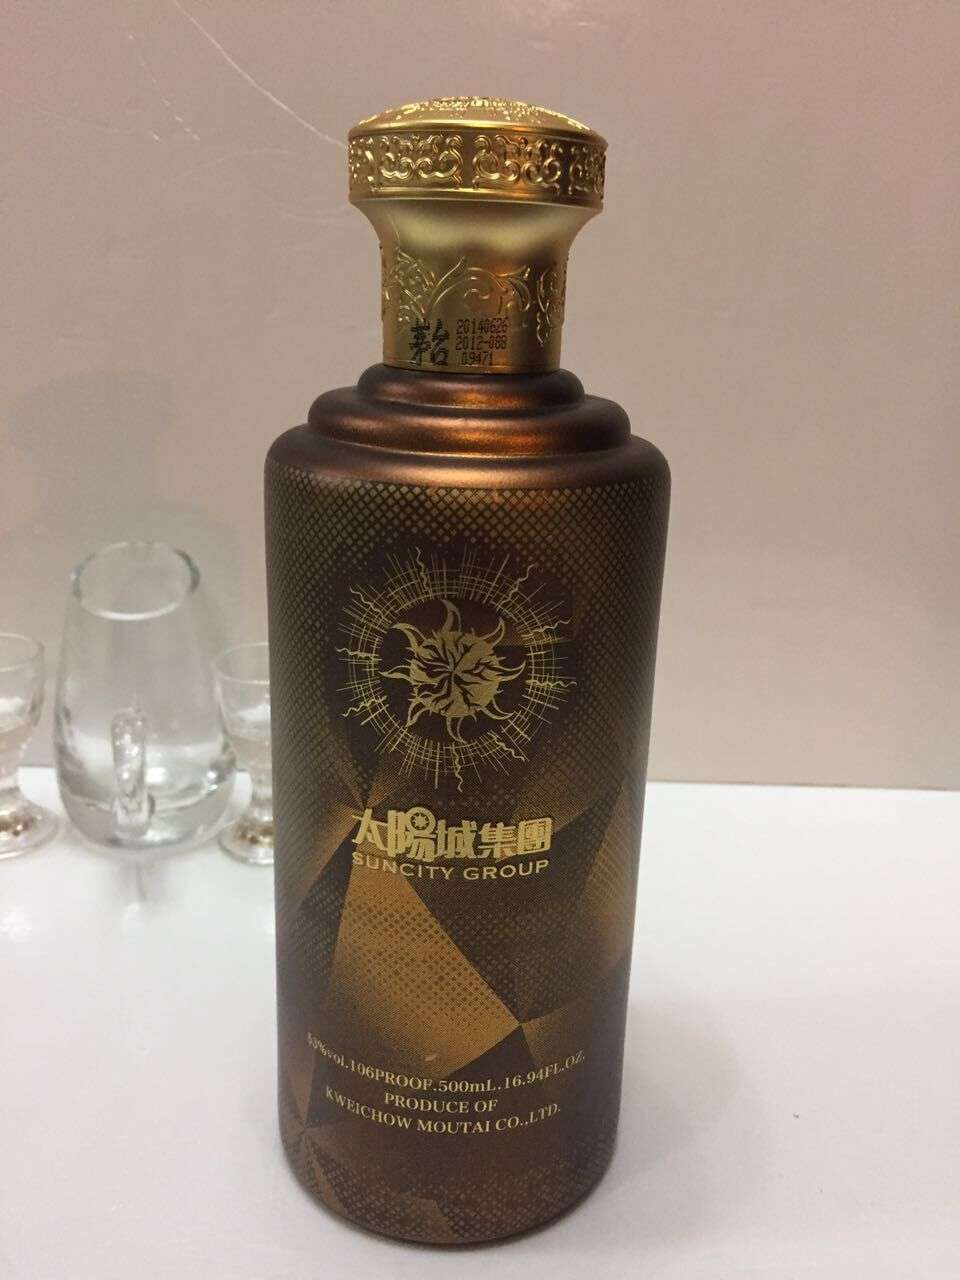 茅台
20140626
2012-088
09471
太陽城集團
SUNCITY GROUP
53%vol.106PROOF.500mL.16.94FL.OZ.
PRODUCE OF
KWEICHOW MOUTAI CO.,LTD.